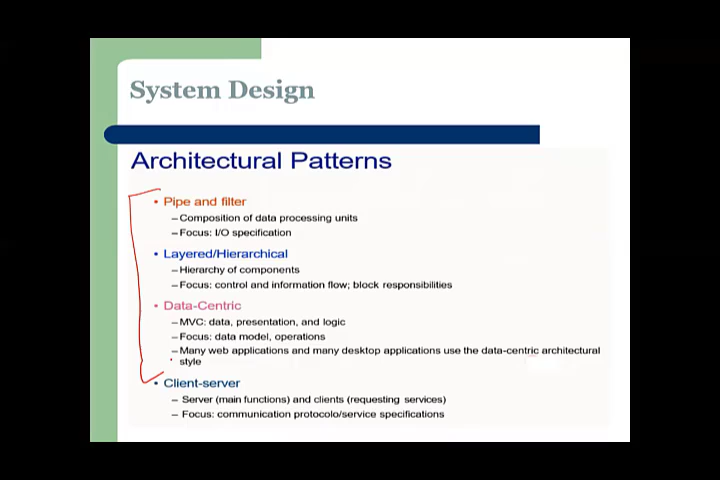 System Design
Architectural Patterns
• Pipe and filter
– Composition of data processing units
– Focus: I/O specification
• Layered/Hierarchical
– Hierarchy of components
– Focus: control and information flow; block responsibilities
• Data-Centric
– MVC: data, presentation, and logic
– Focus: data model, operations
– Many web applications and many desktop applications use the data-centric architectural
style
• Client-server
– Server (main functions) and clients (requesting services)
– Focus: communication protocolo/service specifications